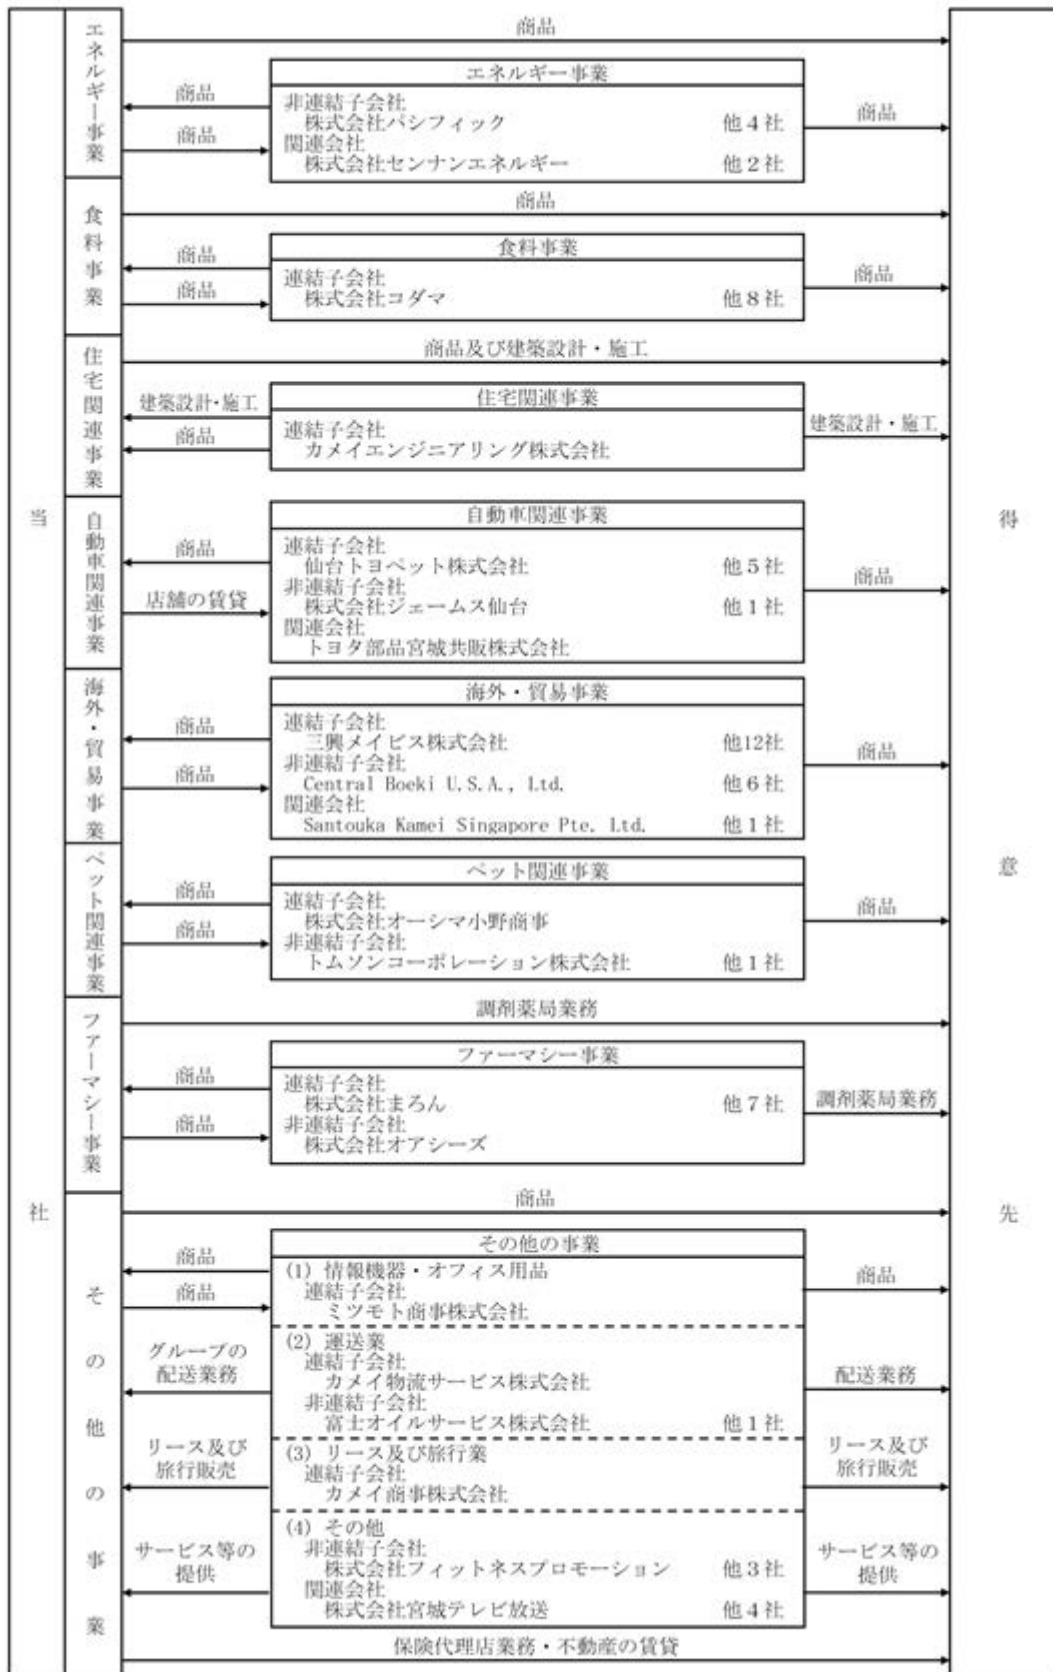 当社
得意先
エネルギー事業
商品
エネルギー事業
商品
商品
非連結子会社
株式会社パシフィック 他4社
関連会社
株式会社センナンエネルギー 他2社
商品
食料事業
商品
食料事業
商品
商品
連結子会社
株式会社コダマ 他8社
商品
住宅関連事業
商品及び建築設計・施工
住宅関連事業
建築設計・施工
商品
連結子会社
カメイエンジニアリング株式会社
建築設計・施工
自動車関連事業
自動車関連事業
商品
店舗の賃貸
連結子会社
仙台トヨペット株式会社 他5社
非連結子会社
株式会社ジェームス仙台 他1社
関連会社
トヨタ部品宮城共販株式会社
商品
海外・貿易事業
海外・貿易事業
商品
商品
連結子会社
三興メイビス株式会社 他12社
非連結子会社
Central Boeki U.S.A., Ltd. 他6社
関連会社
Santouka Kamei Singapore Pte. Ltd. 他1社
商品
ペット関連事業
ペット関連事業
商品
商品
連結子会社
株式会社オーシマ小野商事
非連結子会社
トムソンコーポレーション株式会社 他1社
商品
ファーマシー事業
調剤薬局業務
ファーマシー事業
商品
商品
連結子会社
株式会社まろん 他7社
非連結子会社
株式会社オアシーズ
調剤薬局業務
その他の事業
商品
その他の事業
商品
商品
(1) 情報機器・オフィス用品
連結子会社
ミツモト商事株式会社
商品
グループの
配送業務
(2) 運送業
連結子会社
カメイ物流サービス株式会社
非連結子会社
富士オイルサービス株式会社 他1社
配送業務
リース及び
旅行販売
(3) リース及び旅行業
連結子会社
カメイ商事株式会社
リース及び
旅行販売
サービス等の
提供
(4) その他
非連結子会社
株式会社フィットネスプロモーション 他3社
関連会社
株式会社宮城テレビ放送 他4社
サービス等の
提供
保険代理店業務・不動産の賃貸